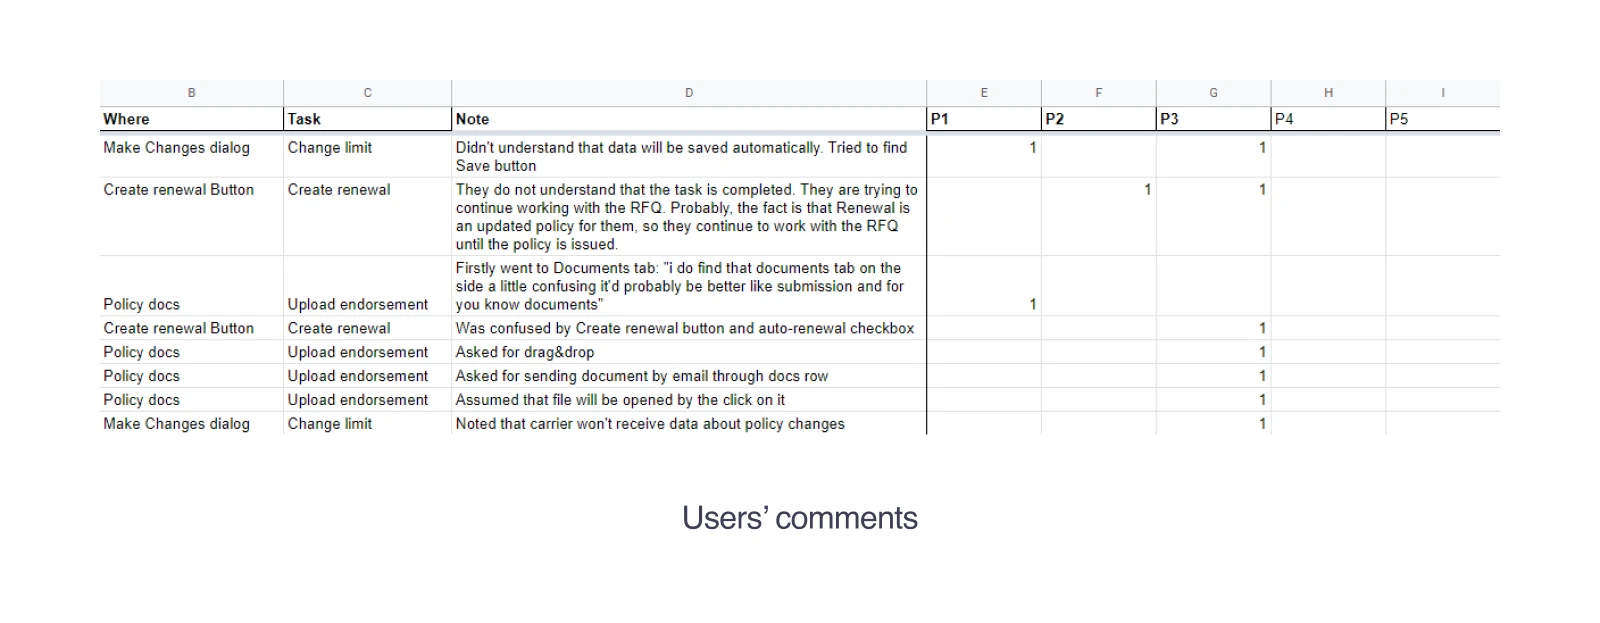 B C D E F G H I
Where Task Note P1 P2 P3 P4 P5
Make Changes dialog Change limit Didn't understand that data will be saved automatically. Tried to find 1 1
Save button
Create renewal Button Create renewal They do not understand that the task is completed. They are trying to 1 1
continue working with the RFQ. Probably, the fact is that Renewal is
an updated policy for them, so they continue to work with the RFQ
until the policy is issued.
Firstly went to Documents tab: "i do find that documents tab on the
side a little confusing it'd probably be better like submission and for
Policy docs Upload endorsement you know documents" 1
Create renewal Button Create renewal Was confused by Create renewal button and auto-renewal checkbox 1
Policy docs Upload endorsement Asked for drag&drop 1
Policy docs Upload endorsement Asked for sending document by email through docs row 1
Policy docs Upload endorsement Assumed that file will be opened by the click on it 1
Make Changes dialog Change limit Noted that carrier won't receive data about policy changes 1
Users’ comments